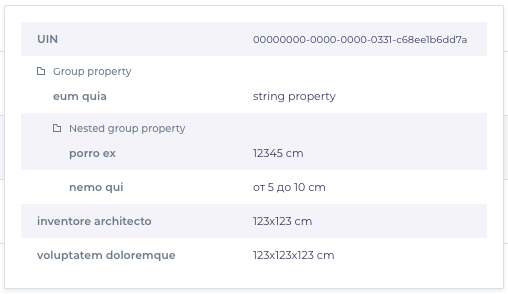 UIN 00000000-0000-0000-0331-c68ee1b6dd7a
Group property
eum quia string property
Nested group property
porro ex 12345 cm
nemo qui от 5 до 10 cm
inventore architecto 123x123 cm
voluptatem doloremque 123x123x123 cm